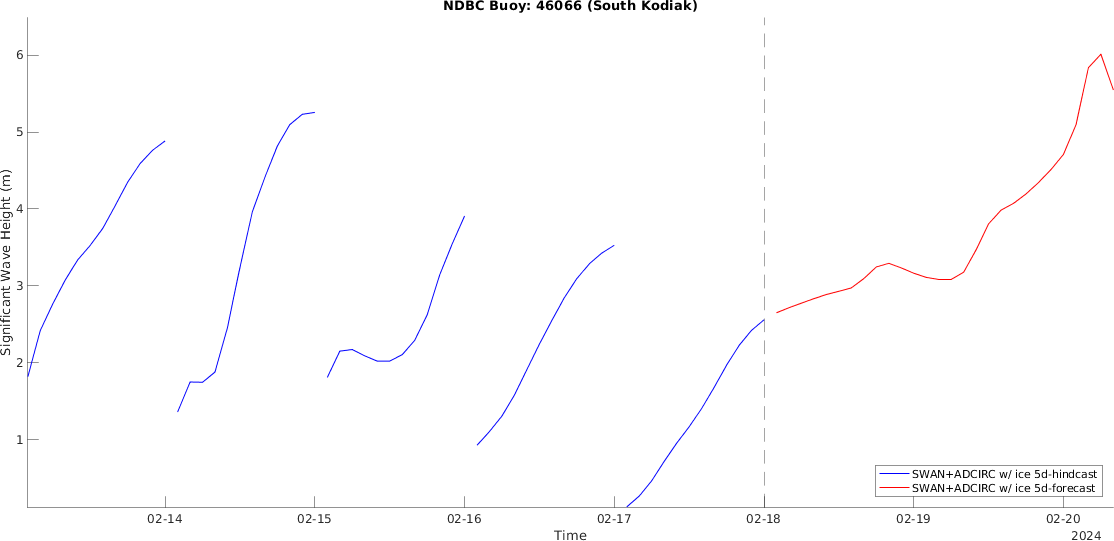 NDBC Buoy: 46066 (South Kodiak)
Significant Wave Height (m)
6
5
4
3
2
1
SWAN+ADCIRC w/ ice 5d-hindcast
SWAN+ADCIRC w/ ice 5d-forecast
02-14 02-15 02-16 02-17 02-18 02-19 02-20
Time
2024